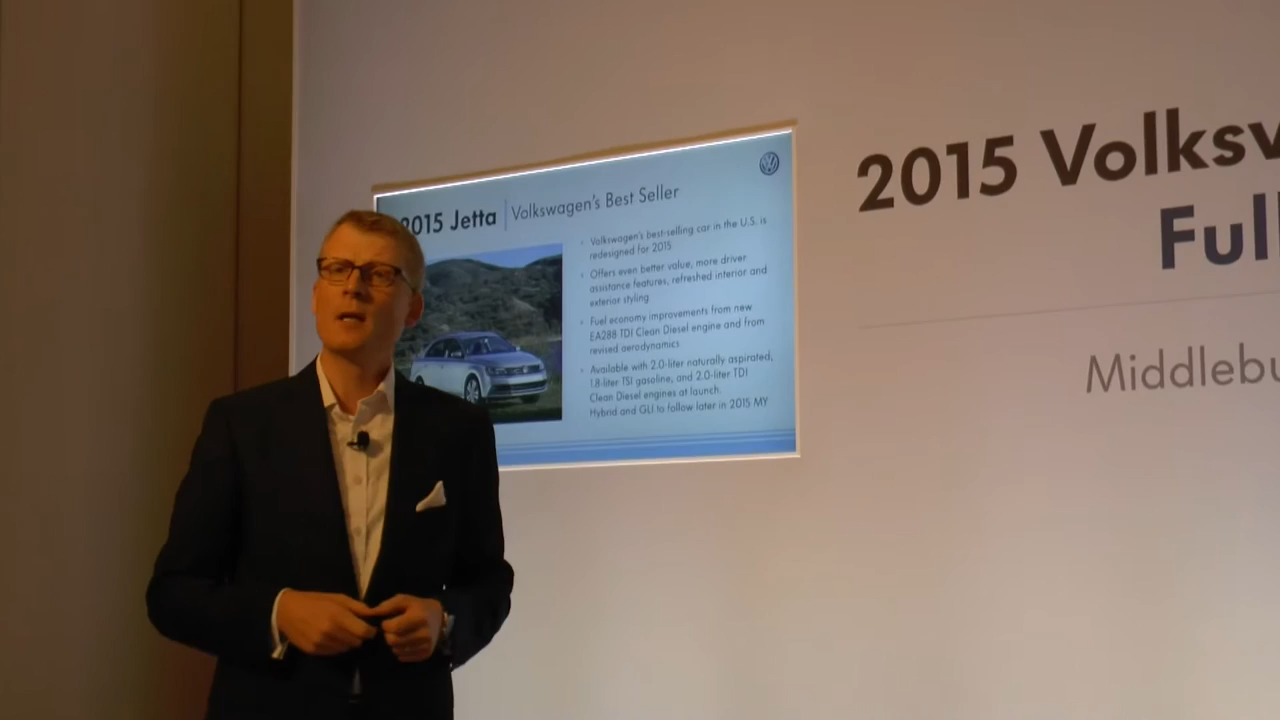 2015 Jetta | Volkswagen's Best Seller
• Volkswagen's best-selling car in the U.S. is
redesigned for 2015
• Offers even better value, more driver
assistance features, refreshed interior and
exterior styling
• Fuel economy improvements from new
EA288 TDI Clean Diesel engine and from
revised aerodynamics
• Available with 2.0-liter naturally aspirated,
1.8-liter TSI gasoline, and 2.0-liter TDI
Clean Diesel engines at launch.
Hybrid and GLI to follow later in 2015 MY
2015 Volksw
Full
Middlebu